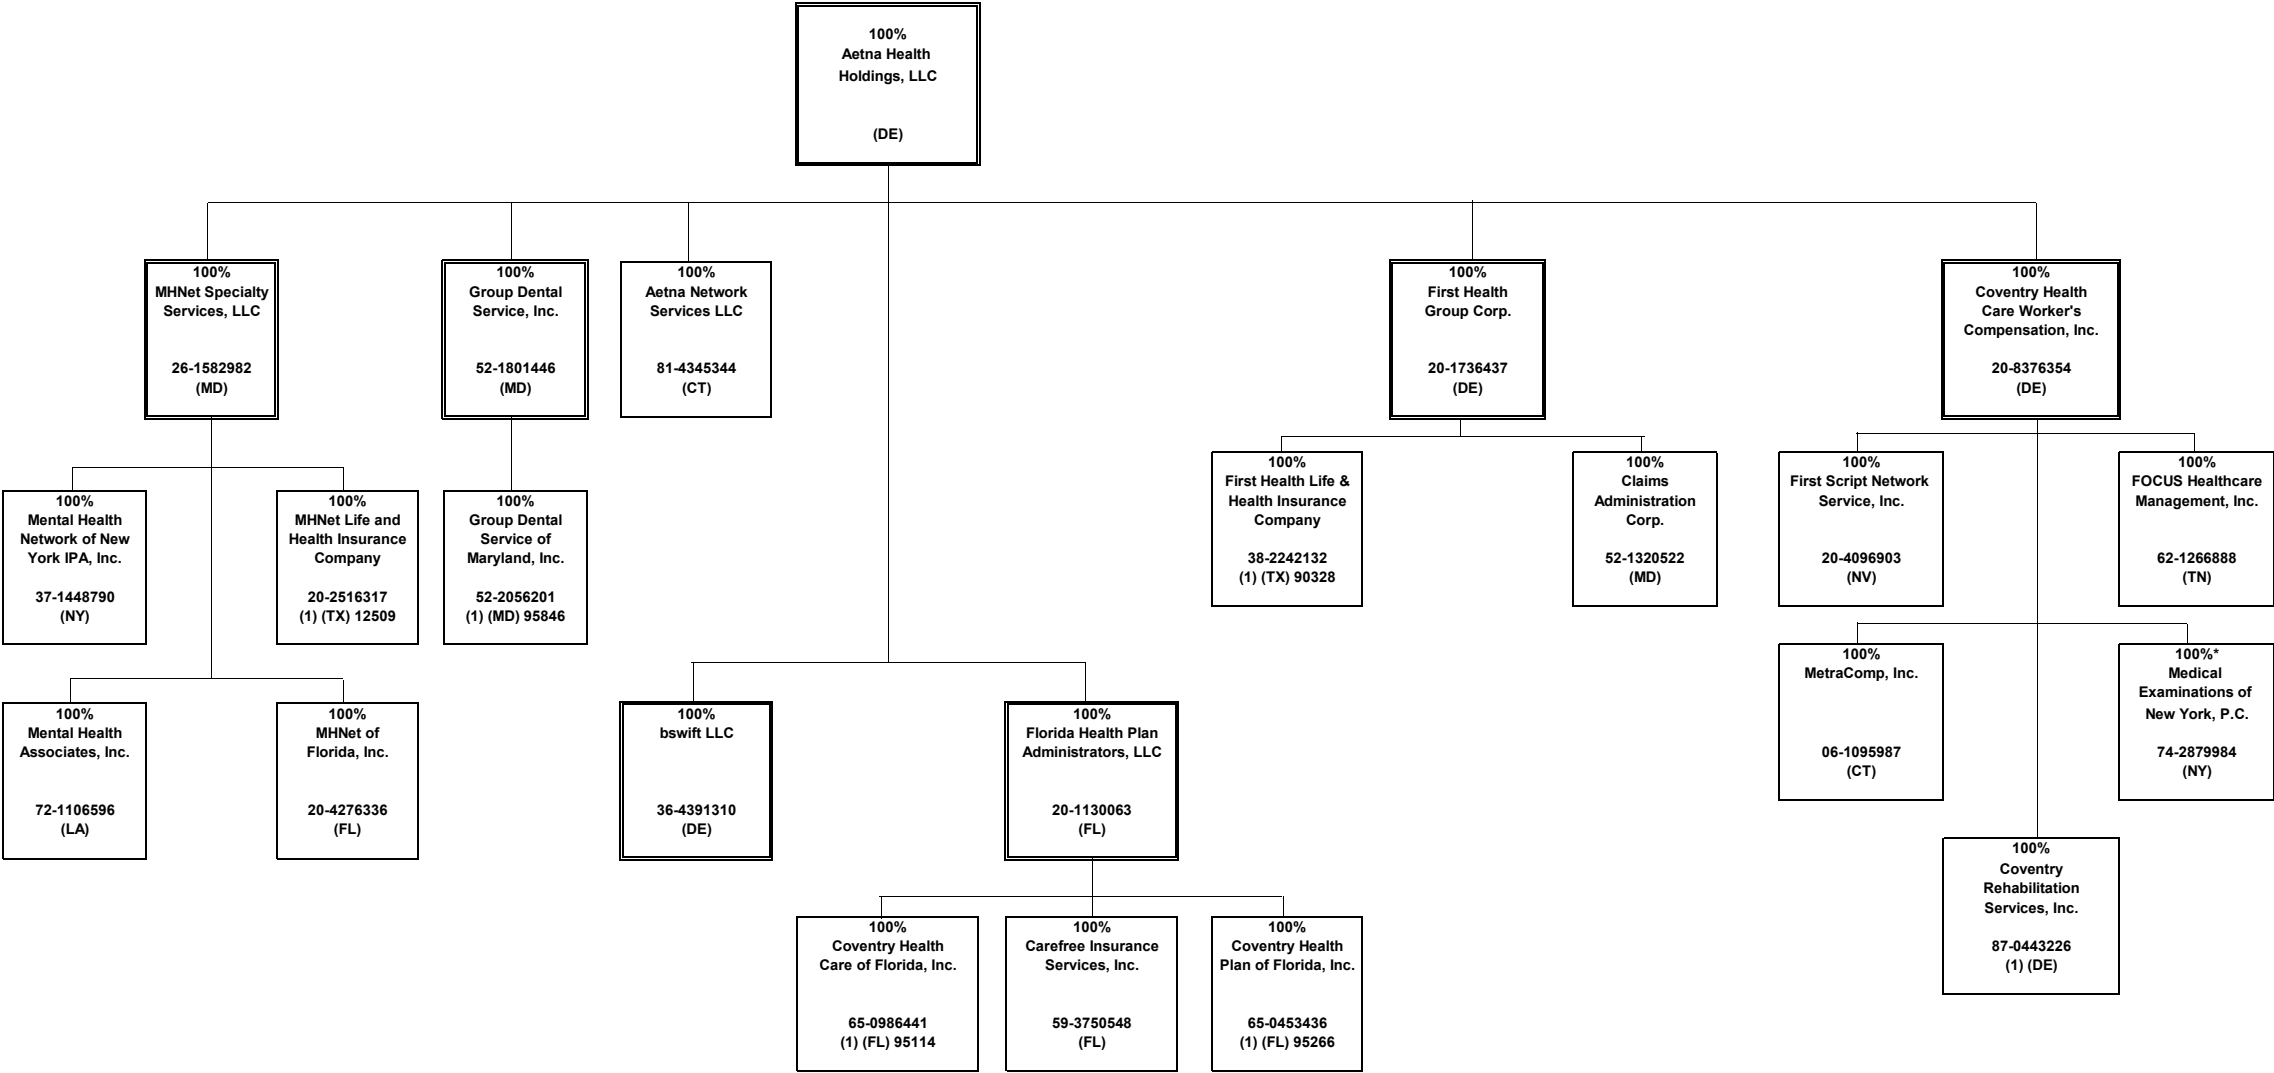 100%
Aetna Health
Holdings, LLC
(DE)
100%
MHNet Specialty
Services, LLC
26-1582982
(MD)
100%
Group Dental
Service, Inc.
52-1801446
(MD)
100%
Aetna Network
Services LLC
81-4345344
(CT)
100%
First Health
Group Corp.
20-1736437
(DE)
100%
Coventry Health
Care Worker's
Compensation, Inc.
20-8376354
(DE)
100%
Mental Health
Network of New
York IPA, Inc.
37-1448790
(NY)
100%
MHNet Life and
Health Insurance
Company
20-2516317
(1) (TX) 12509
100%
Group Dental
Service of
Maryland, Inc.
52-2056201
(1) (MD) 95846
100%
First Health Life &
Health Insurance
Company
38-2242132
(1) (TX) 90328
100%
Claims
Administration
Corp.
52-1320522
(MD)
100%
First Script Network
Service, Inc.
20-4096903
(NV)
100%
FOCUS Healthcare
Management, Inc.
62-1266888
(TN)
100%
Mental Health
Associates, Inc.
72-1106596
(LA)
100%
MHNet of
Florida, Inc.
20-4276336
(FL)
100%
bswift LLC
36-4391310
(DE)
100%
Florida Health Plan
Administrators, LLC
20-1130063
(FL)
100%
MetraComp, Inc.
06-1095987
(CT)
100%*
Medical
Examinations of
New York, P.C.
74-2879984
(NY)
100%
Coventry
Rehabilitation
Services, Inc.
87-0443226
(1) (DE)
100%
Coventry Health
Care of Florida, Inc.
65-0986441
(1) (FL) 95114
100%
Carefree Insurance
Services, Inc.
59-3750548
(FL)
100%
Coventry Health
Plan of Florida, Inc.
65-0453436
(1) (FL) 95266